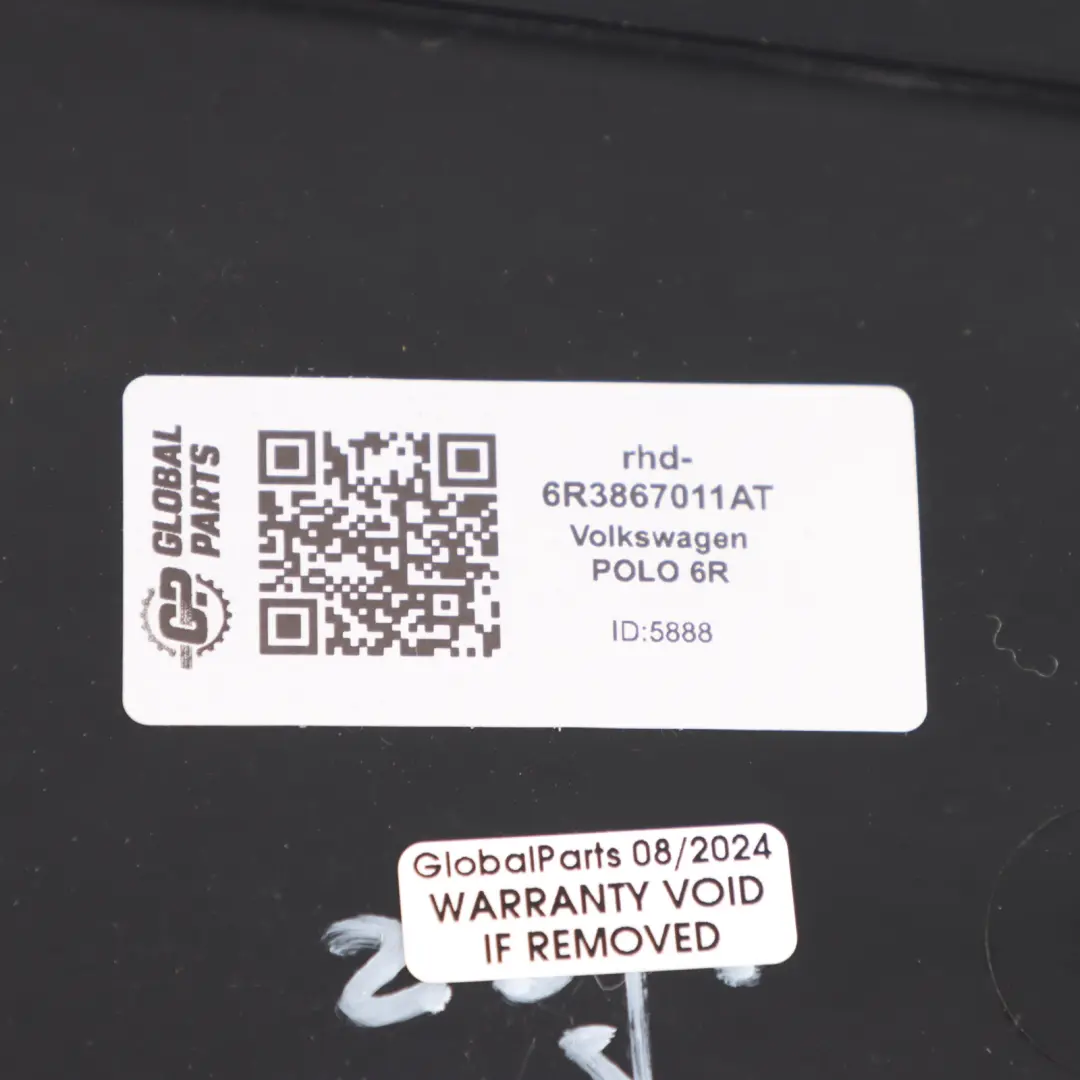 GLOBAL
PARTS
rhd-
6R3867011AT
Volkswagen
POLO 6R
ID:5888
GlobalParts 08/2024
WARRANTY VOID
IF REMOVED